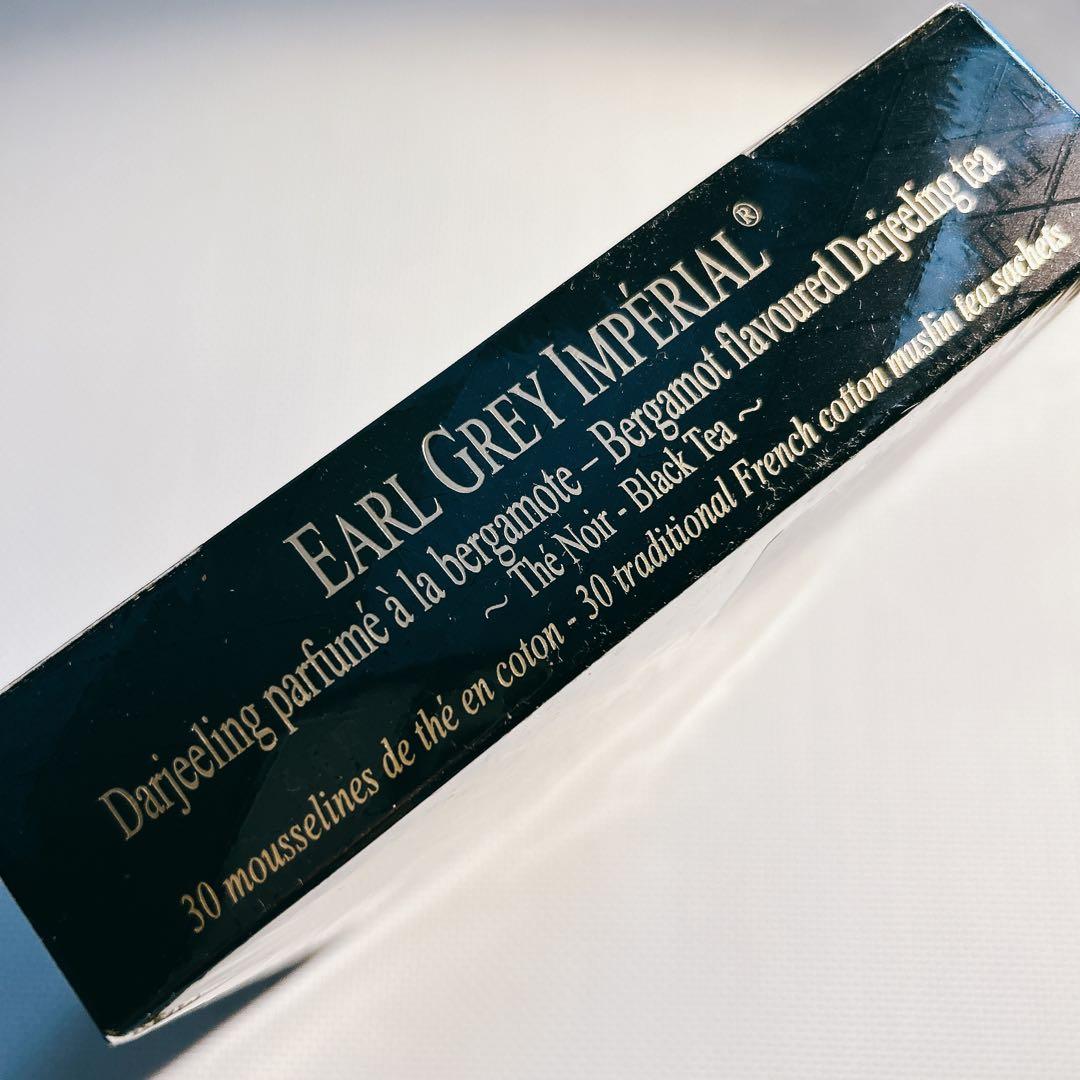 EARL GREY IMPÉRIAL®
Darjeeling parfumé à la bergamote – Bergamot flavoured Darjeeling tea
~ Thé Noir - Black Tea ~
30 mousselines de thé en coton - 30 traditional French cotton muslin tea sachets